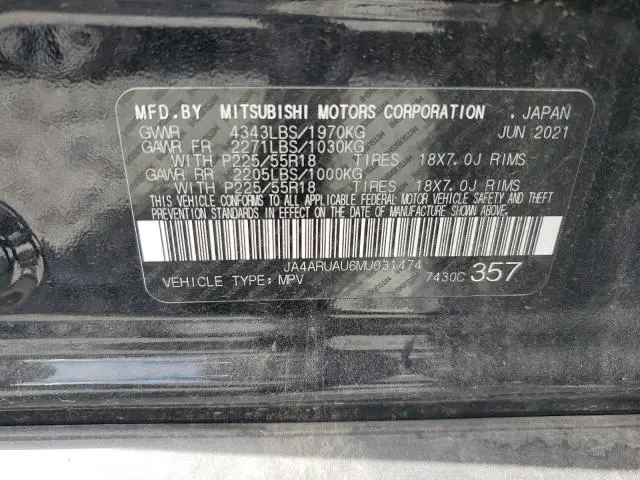 MFD.BY MITSUBISHI MOTORS CORPORATION , JAPAN
GWWR 4343LBS/1970KG JUN 2021
GAWR FR 2271LBS/1030KG
WITH P225/55R18 TIRES 18X7.0J RIMS
GAWR RR 2205LBS/1000KG
WITH P225/55R18 TIRES 18X7.0J RIMS
THIS VEHICLE CONFORMS TO ALL APPLICABLE FEDERAL MOTOR VEHICLE SAFETY AND THEFT
PREVENTION STANDARDS IN EFFECT ON THE DATE OF MANUFACTURE SHOWN ABOVE.
JA4ARUAU6MU031474
VEHICLE TYPE: MPV 7430C 357